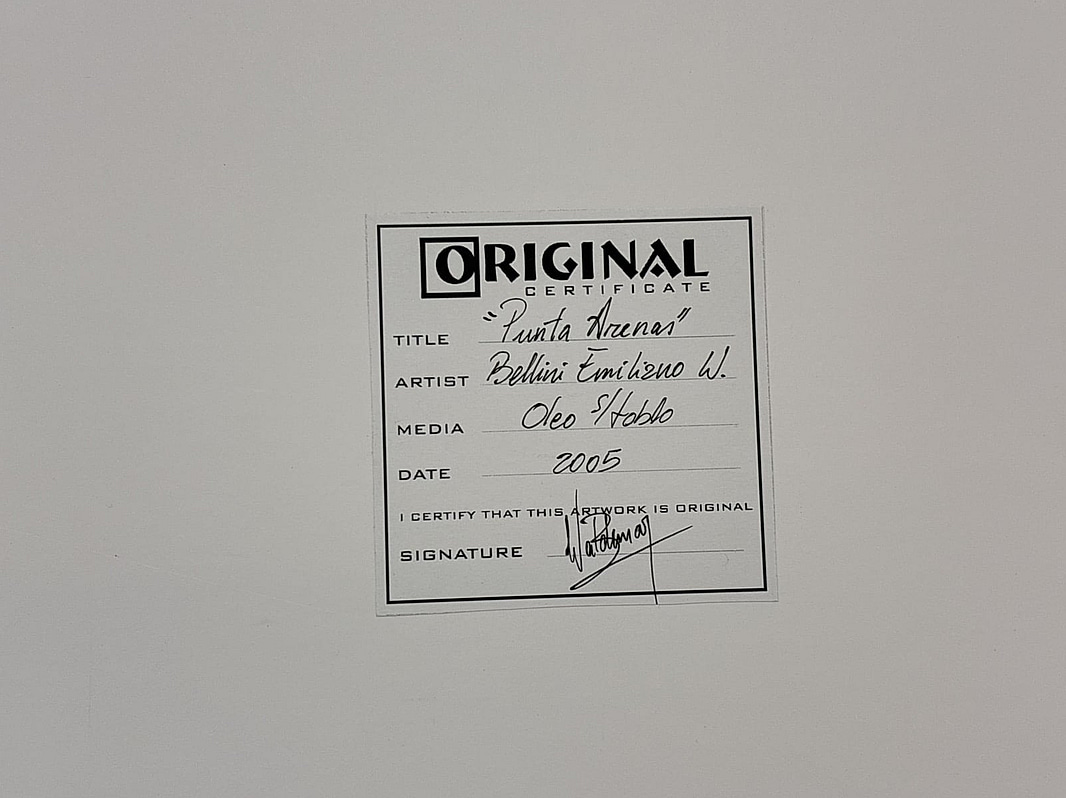 ORIGINAL
CERTIFICATE
TITLE "Punta Arenas"
ARTIST Bellini Emiliano W.
MEDIA Oleo S/tabla
DATE 2005
I CERTIFY THAT THIS ARTWORK IS ORIGINAL
SIGNATURE Waldemar